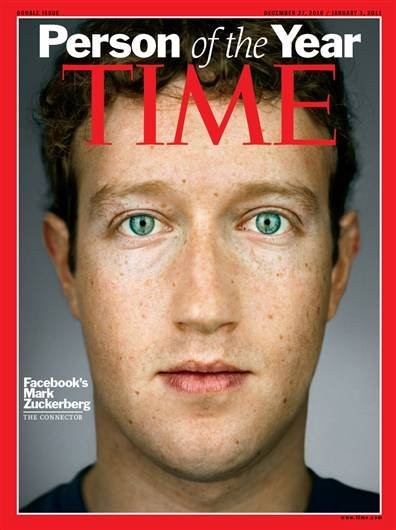 DOUBLE ISSUE
DECEMBER 27, 2010 / JANUARY 3, 2011
Person of the Year
TIME
Facebook's
Mark
Zuckerberg
THE CONNECTOR
www.time.com